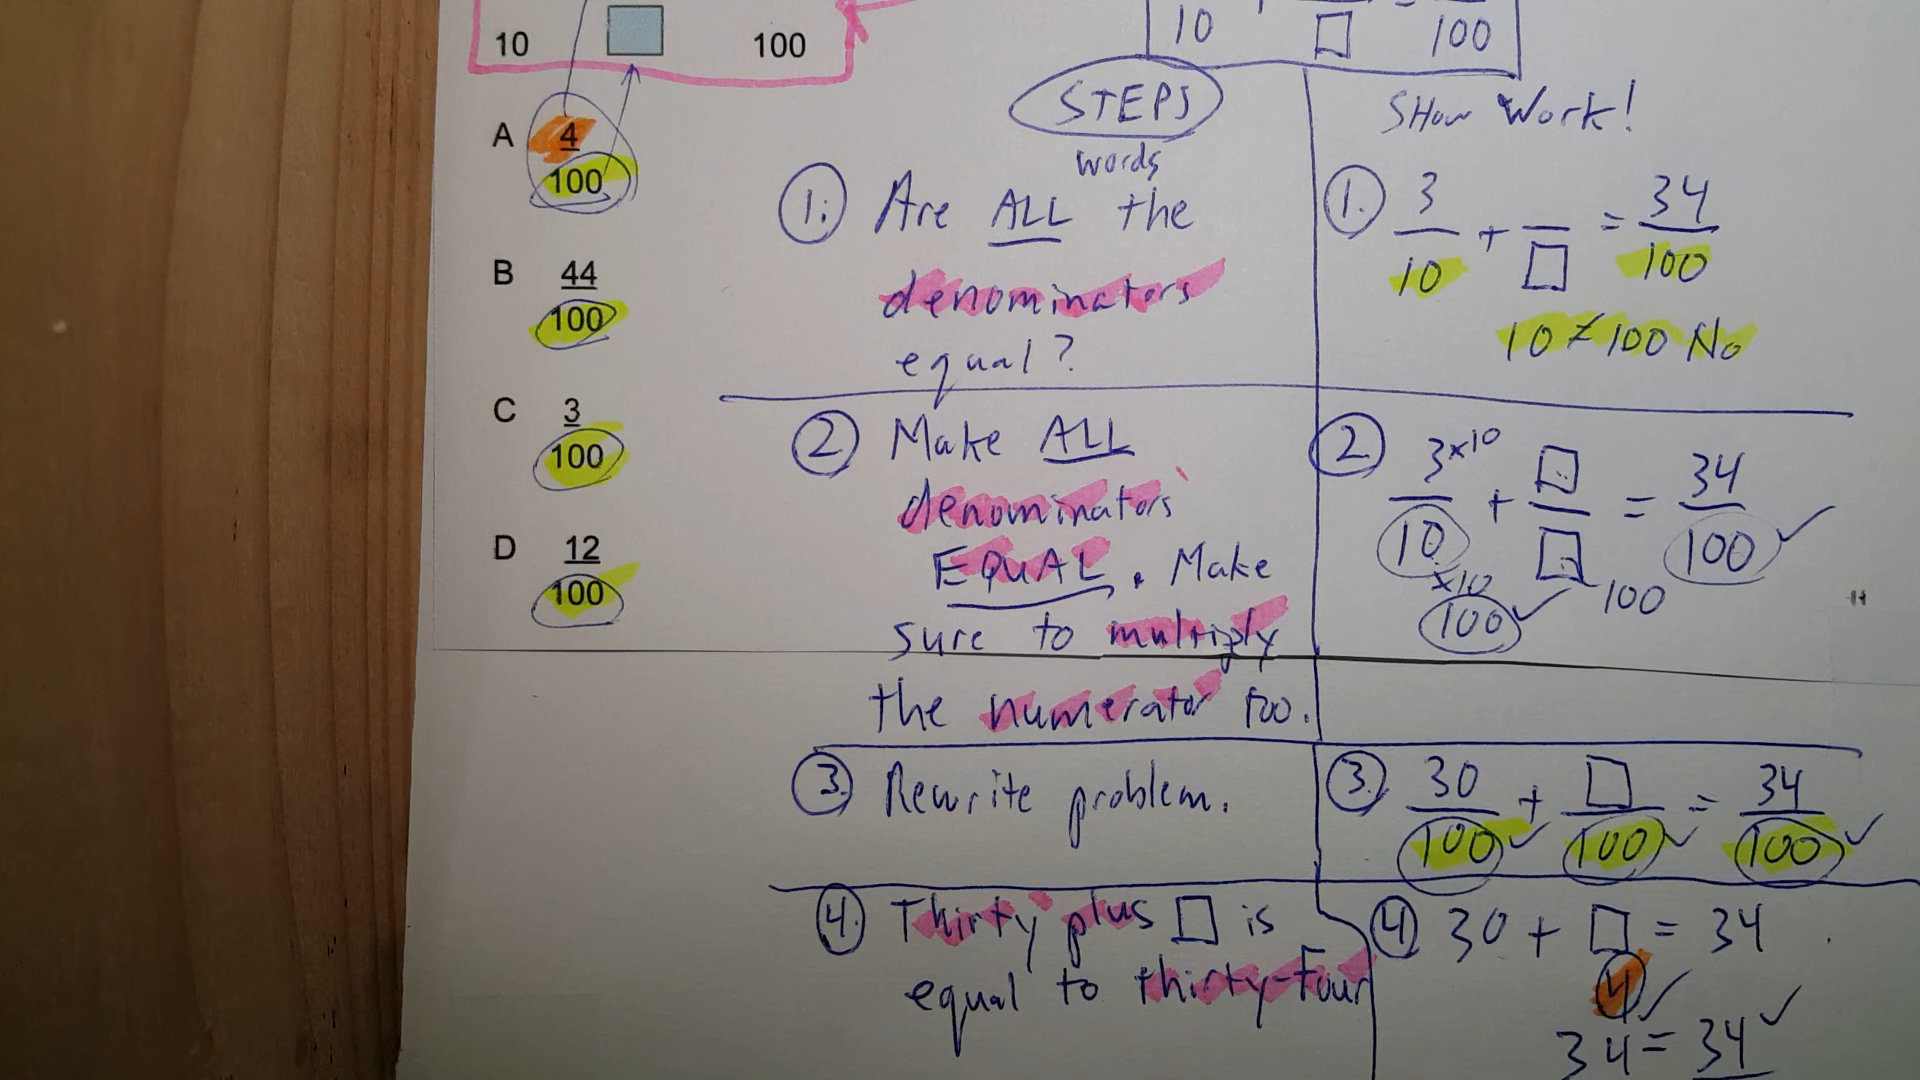 10 □ 100
10 + □ = 100
A 4
100
B 44
100
C 3
100
D 12
100
STEPS
words
1. Are ALL the
denominators
equal?
2 Make ALL
denominators
EQUAL. Make
sure to multiply
the numerator too.
3. Rewrite problem.
4. Thirty plus □ is
equal to thirty-four
SHow Work!
1. 3 34
+ =
10 □ 100
10 ≠ 100 No
2. 3 x10 □ 34
+ =
10 □ 100 ✓
x10 100
100 ✓
3. 30 □ 34
+ =
100 ✓ 100 ✓ 100 ✓
4 30 + □ = 34
4 ✓
34 = 34 ✓